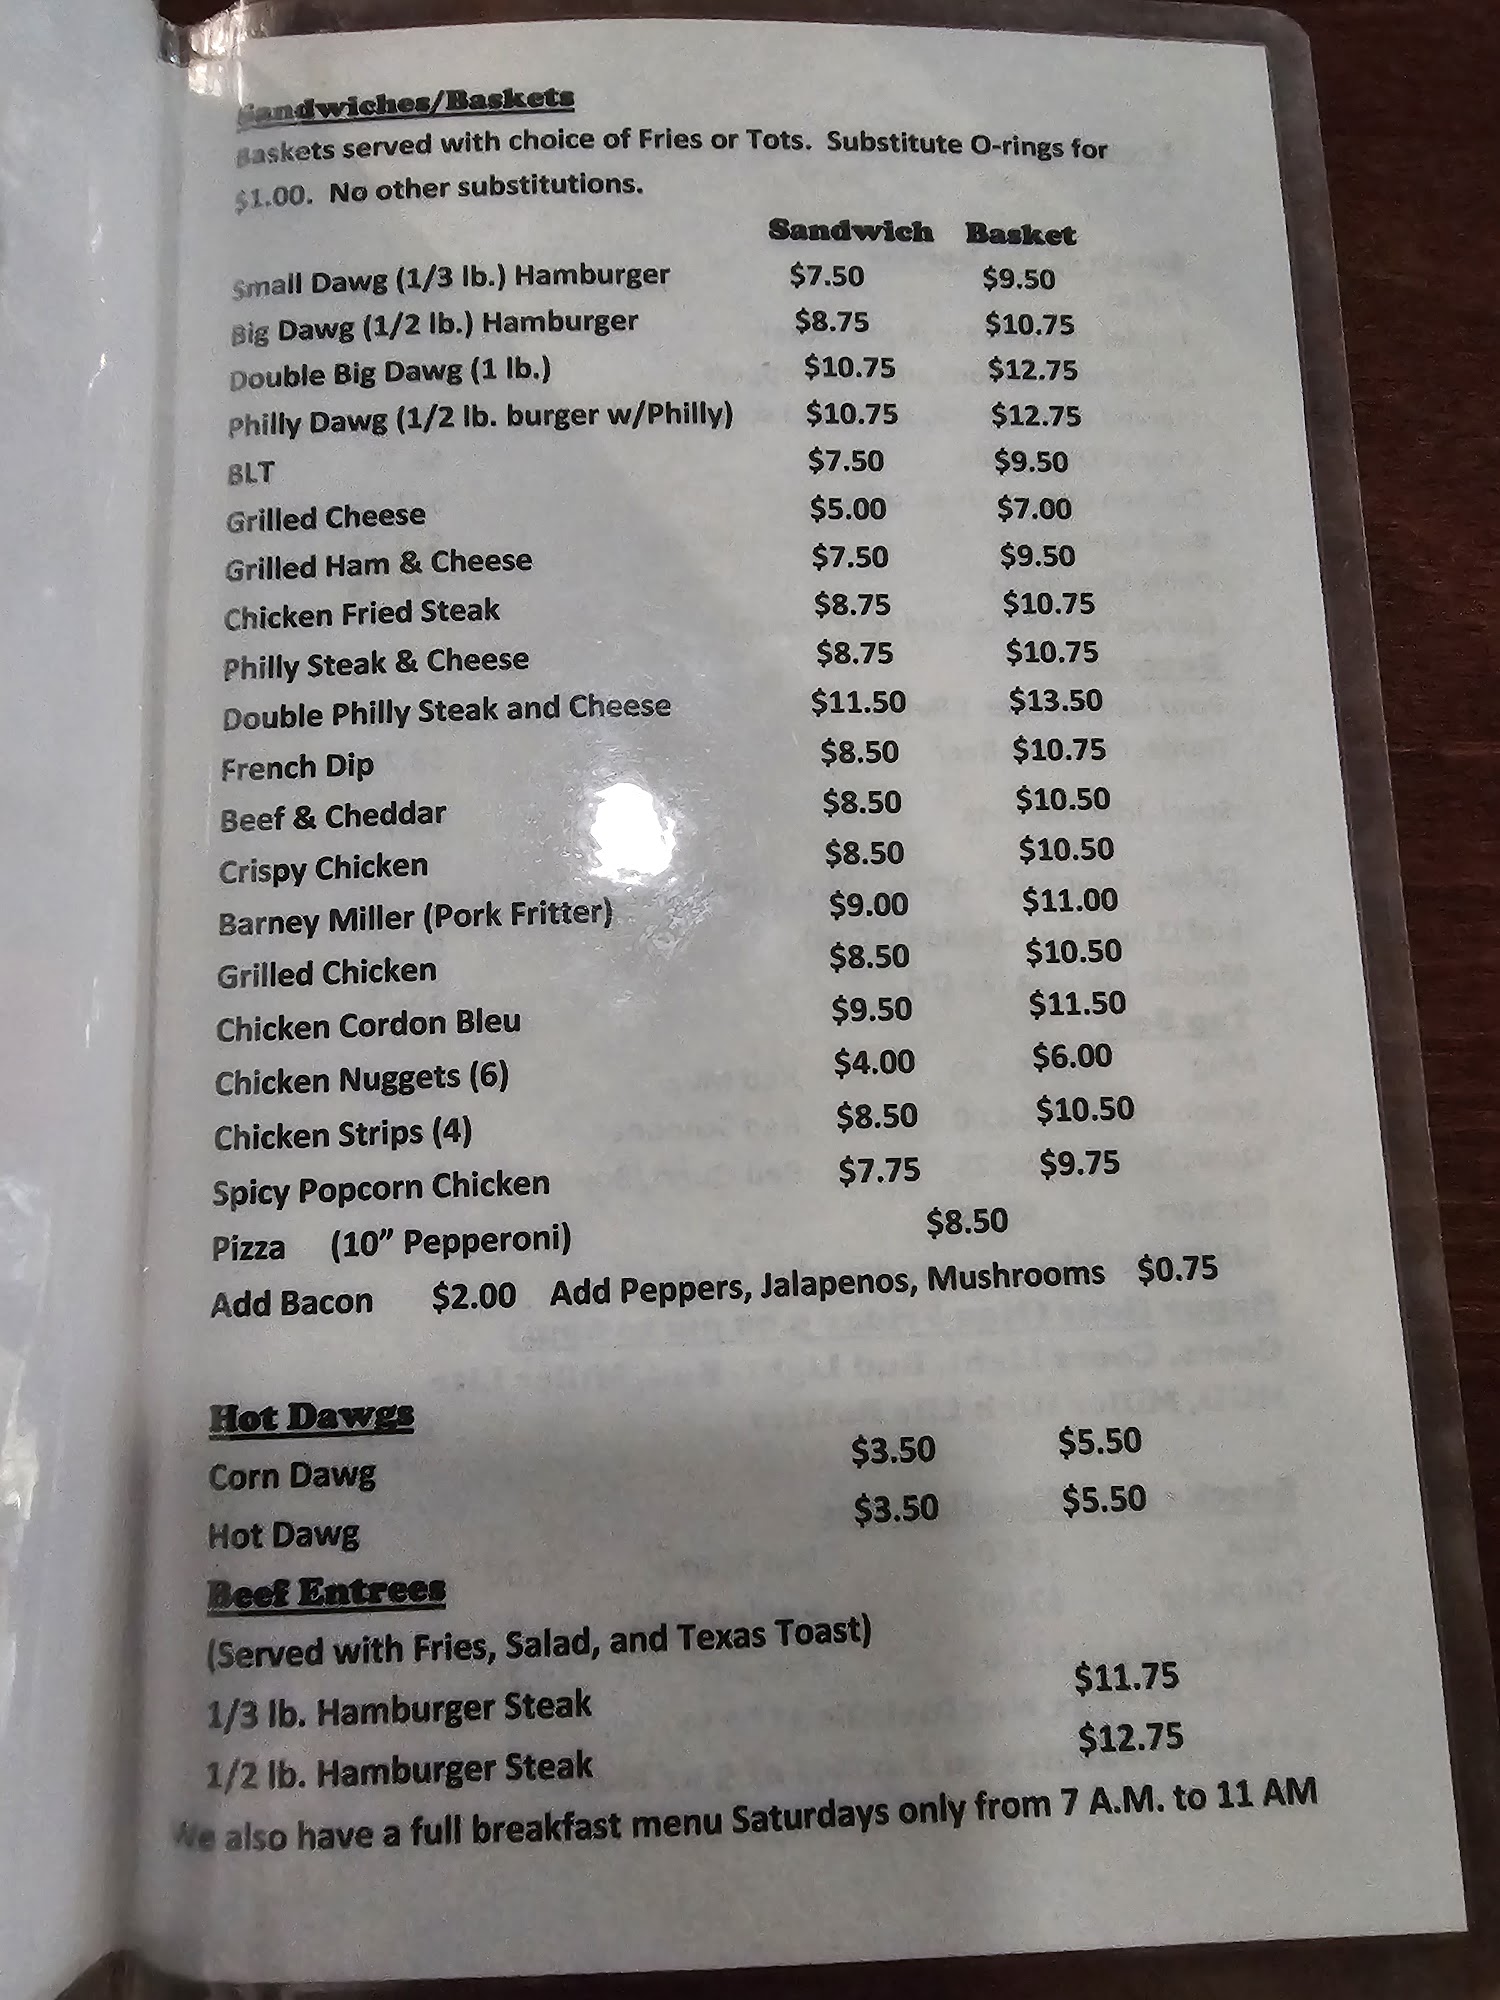 Sandwiches/Baskets
Baskets served with choice of Fries or Tots. Substitute O-rings for
$1.00. No other substitutions.
Sandwich Basket
Small Dawg (1/3 lb.) Hamburger $7.50 $9.50
Big Dawg (1/2 lb.) Hamburger $8.75 $10.75
Double Big Dawg (1 lb.) $10.75 $12.75
Philly Dawg (1/2 lb. burger w/Philly) $10.75 $12.75
BLT $7.50 $9.50
Grilled Cheese $5.00 $7.00
Grilled Ham & Cheese $7.50 $9.50
Chicken Fried Steak $8.75 $10.75
Philly Steak & Cheese $8.75 $10.75
Double Philly Steak and Cheese $11.50 $13.50
French Dip $8.50 $10.75
Beef & Cheddar $8.50 $10.50
Crispy Chicken $8.50 $10.50
Barney Miller (Pork Fritter) $9.00 $11.00
Grilled Chicken $8.50 $10.50
Chicken Cordon Bleu $9.50 $11.50
Chicken Nuggets (6) $4.00 $6.00
Chicken Strips (4) $8.50 $10.50
Spicy Popcorn Chicken $7.75 $9.75
Pizza (10” Pepperoni) $8.50
Add Bacon $2.00 Add Peppers, Jalapenos, Mushrooms $0.75
Hot Dawgs
Corn Dawg $3.50 $5.50
Hot Dawg $3.50 $5.50
Beef Entrees
(Served with Fries, Salad, and Texas Toast)
1/3 lb. Hamburger Steak $11.75
1/2 lb. Hamburger Steak $12.75
We also have a full breakfast menu Saturdays only from 7 A.M. to 11 AM